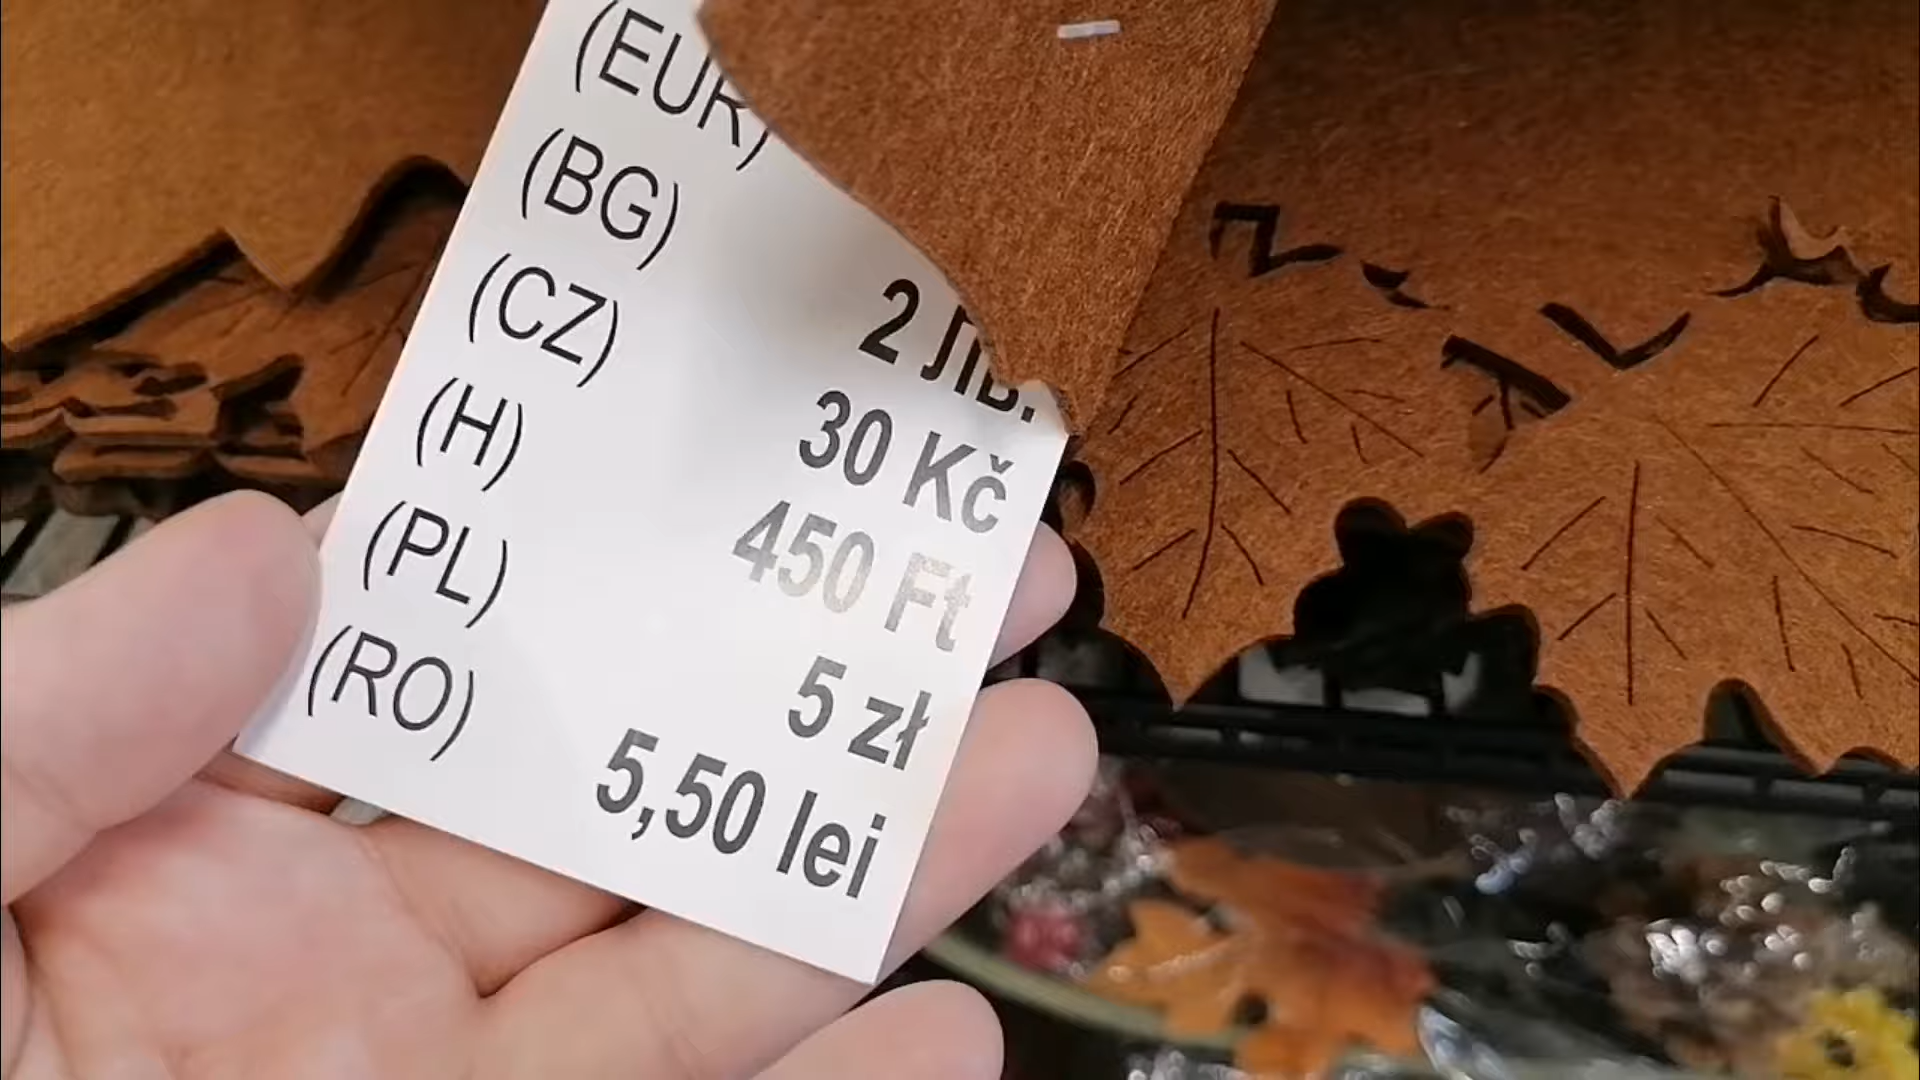 (EUR)
(BG) 2 лв.
(CZ) 30 Kč
(H) 450 Ft
(PL) 5 zł
(RO) 5,50 lei